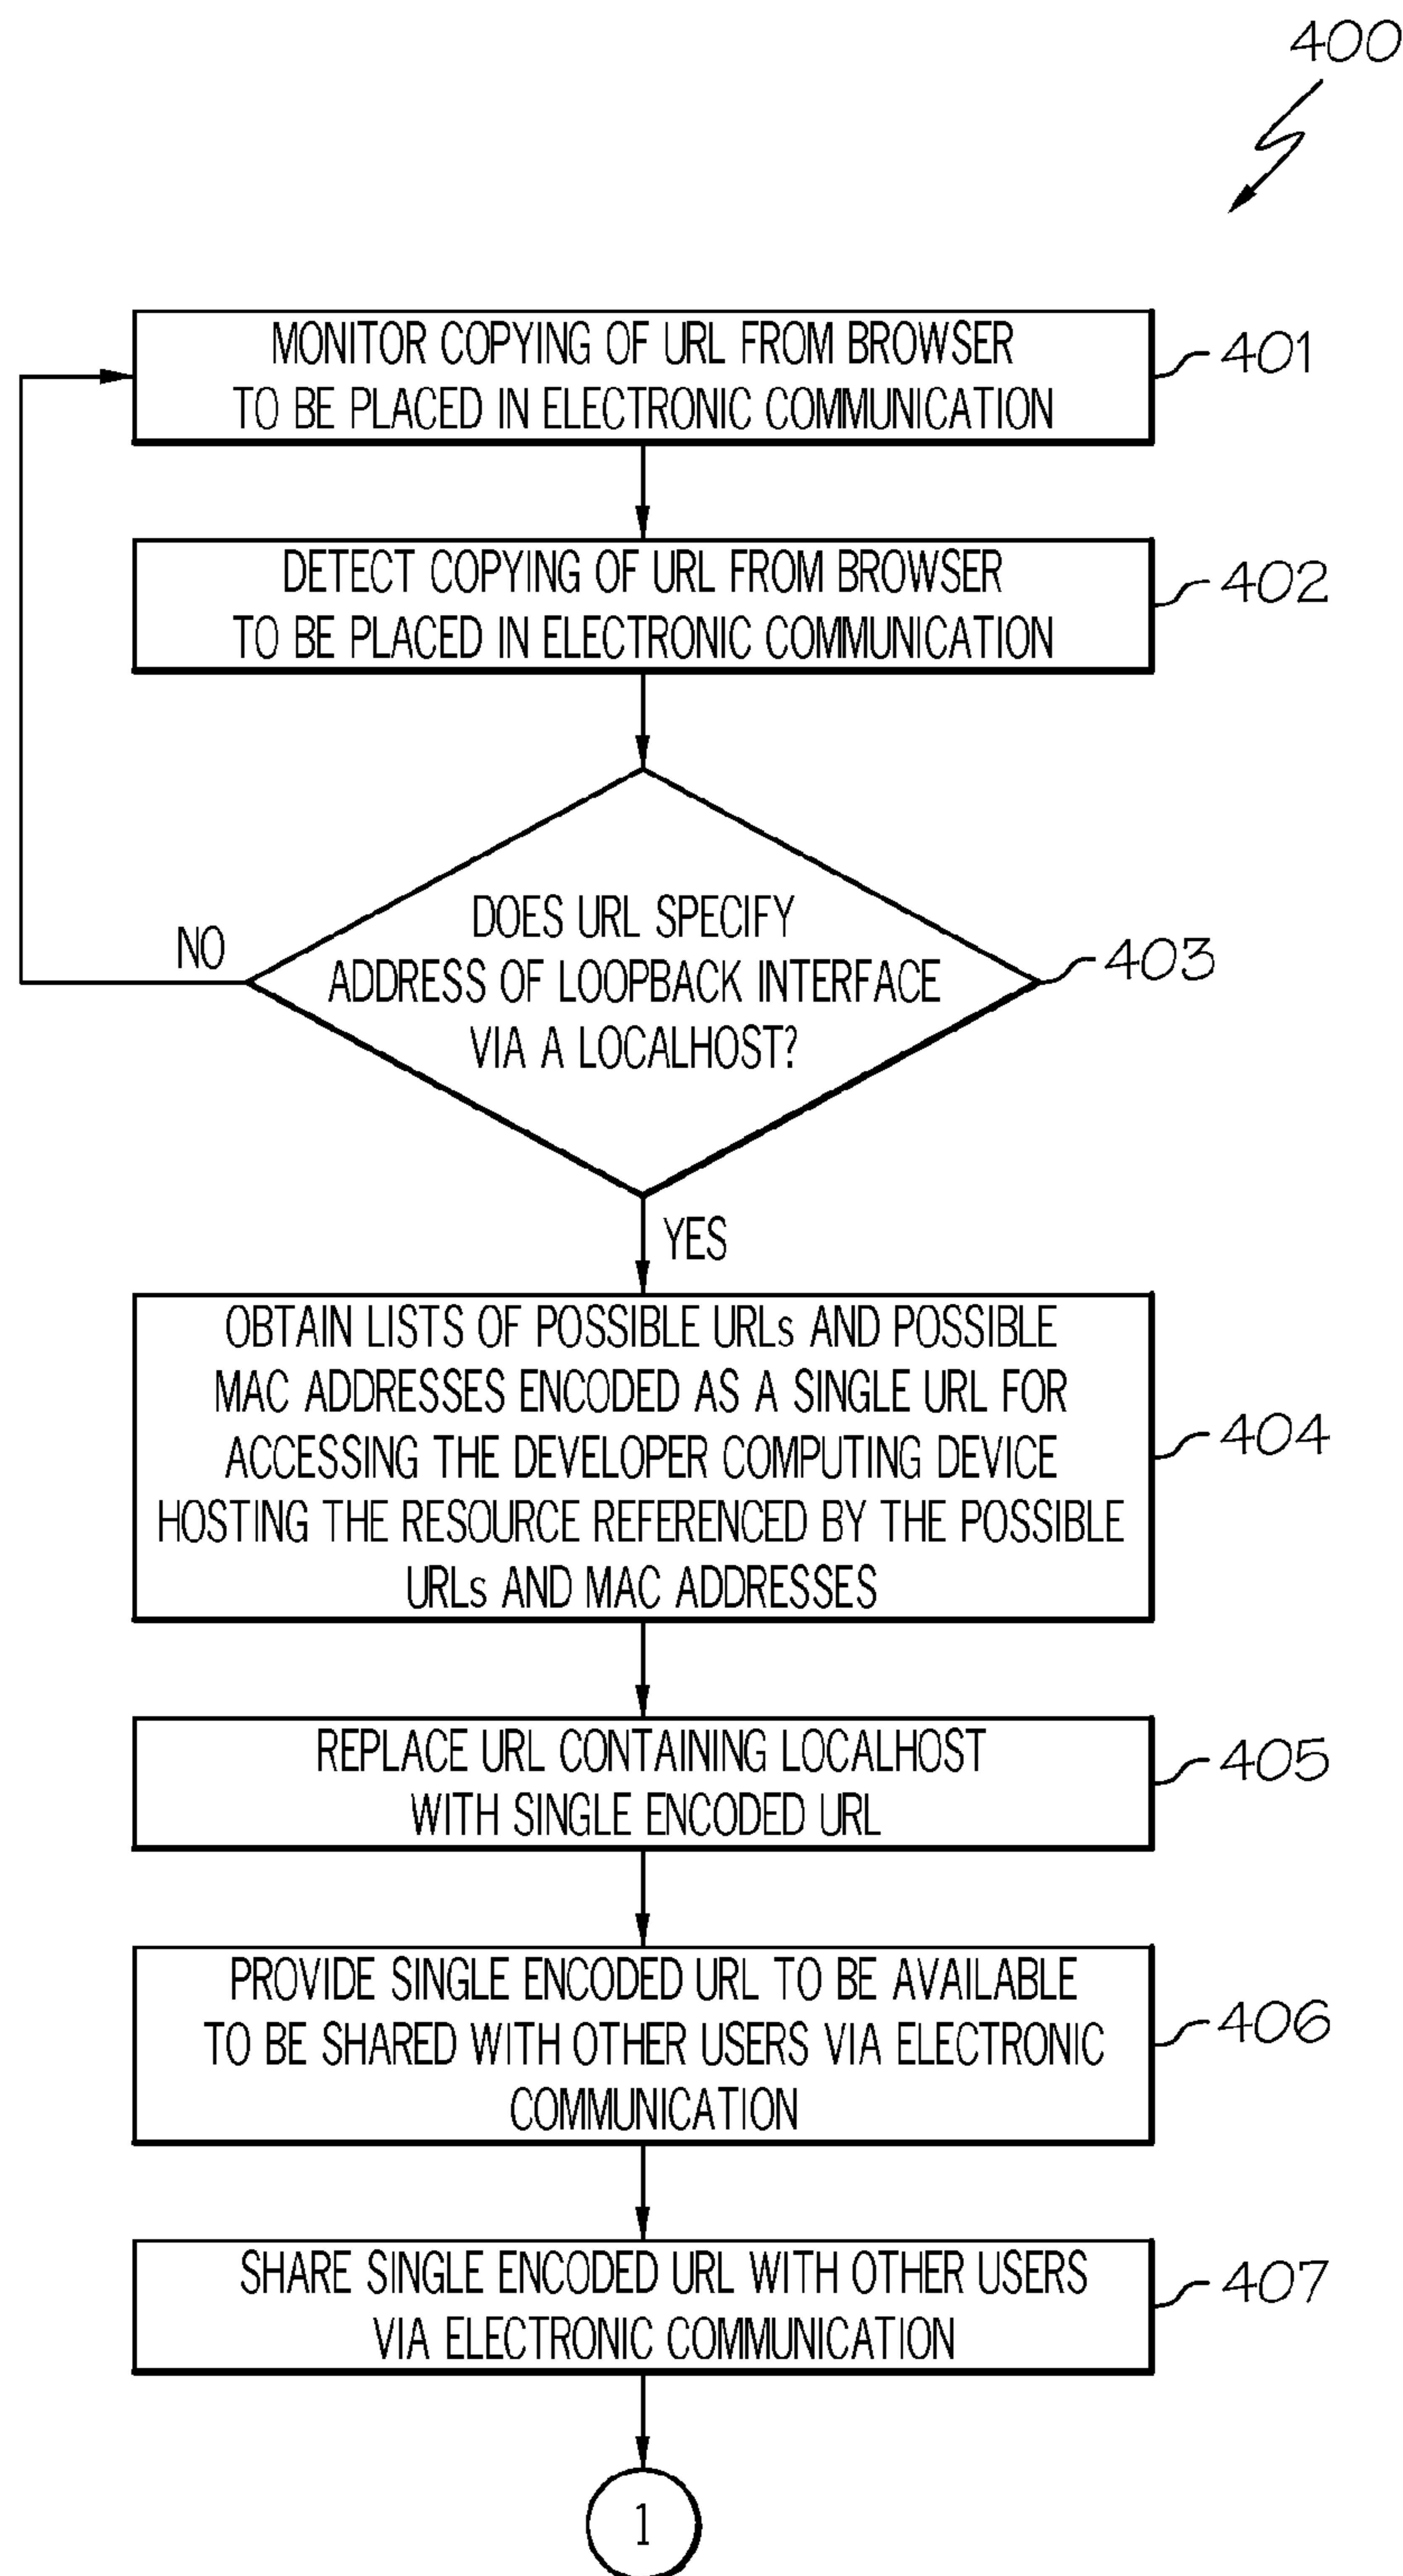 400
MONITOR COPYING OF URL FROM BROWSER
TO BE PLACED IN ELECTRONIC COMMUNICATION
401
DETECT COPYING OF URL FROM BROWSER
TO BE PLACED IN ELECTRONIC COMMUNICATION
402
DOES URL SPECIFY
ADDRESS OF LOOPBACK INTERFACE
VIA A LOCALHOST?
403
NO
YES
OBTAIN LISTS OF POSSIBLE URLs AND POSSIBLE
MAC ADDRESSES ENCODED AS A SINGLE URL FOR
ACCESSING THE DEVELOPER COMPUTING DEVICE
HOSTING THE RESOURCE REFERENCED BY THE POSSIBLE
URLs AND MAC ADDRESSES
404
REPLACE URL CONTAINING LOCALHOST
WITH SINGLE ENCODED URL
405
PROVIDE SINGLE ENCODED URL TO BE AVAILABLE
TO BE SHARED WITH OTHER USERS VIA ELECTRONIC
COMMUNICATION
406
SHARE SINGLE ENCODED URL WITH OTHER USERS
VIA ELECTRONIC COMMUNICATION
407
1